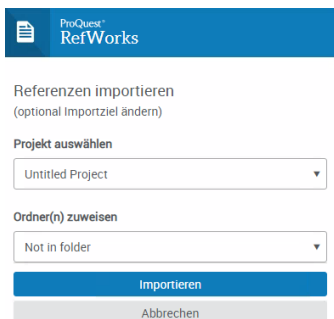 ProQuest®
RefWorks
Referenzen importieren
(optional Importziel ändern)
Projekt auswählen
Untitled Project
Ordner(n) zuweisen
Not in folder
Importieren
Abbrechen